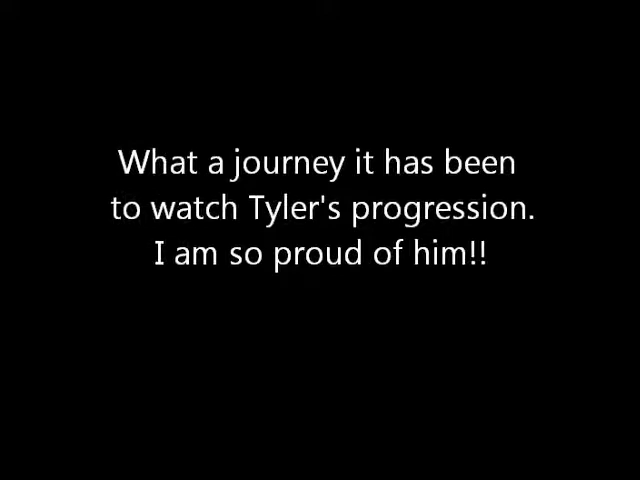 What a journey it has been
to watch Tyler's progression.
I am so proud of him!!